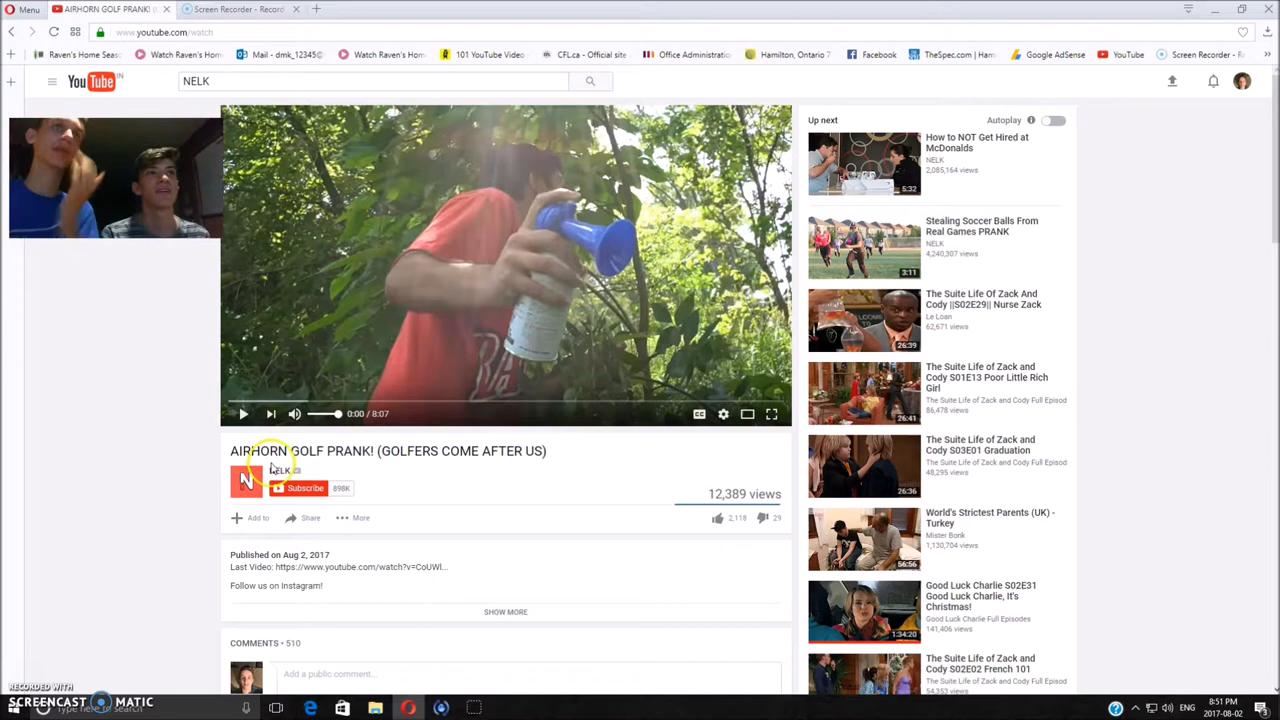 Menu
AIRHORN GOLF PRANK! (
Screen Recorder - Record
www.youtube.com/watch
Raven's Home Seaso
Watch Raven's Home
Mail - dmk_12345@
Watch Raven's Home
101 YouTube Video
CFL.ca - Official site
Office Administratio
Hamilton, Ontario 7
Facebook
TheSpec.com | Ham
Google AdSense
YouTube
Screen Recorder - R
YouTube IN
NELK
Up next
Autoplay
How to NOT Get Hired at
McDonalds
NELK
2,085,164 views
5:32
Stealing Soccer Balls From
Real Games PRANK
NELK
4,240,307 views
3:11
The Suite Life Of Zack And
Cody ||S02E29|| Nurse Zack
Le Loan
62,671 views
26:39
The Suite Life of Zack and
Cody S01E13 Poor Little Rich
Girl
The Suite Life of Zack and Cody Full Episod
86,478 views
26:41
The Suite Life of Zack and
Cody S03E01 Graduation
The Suite Life of Zack and Cody Full Episod
48,295 views
26:36
World's Strictest Parents (UK) -
Turkey
Mister Bonk
1,130,704 views
56:56
Good Luck Charlie S02E31
Good Luck Charlie, It's
Christmas!
Good Luck Charlie Full Episodes
141,406 views
1:34:20
The Suite Life of Zack and
Cody S02E02 French 101
The Suite Life of Zack and Cody Full Episod
54,353 views
0:00 / 8:07
CC
AIRHORN GOLF PRANK! (GOLFERS COME AFTER US)
N
NELK
Subscribe
898K
12,389 views
Add to
Share
More
2,118
29
Published on Aug 2, 2017
Last Video: https://www.youtube.com/watch?v=CoUWl...
Follow us on Instagram!
SHOW MORE
COMMENTS • 510
Add a public comment...
RECORDED WITH
SCREENCAST MATIC
Type here to search
8:51 PM
2017-08-02
3